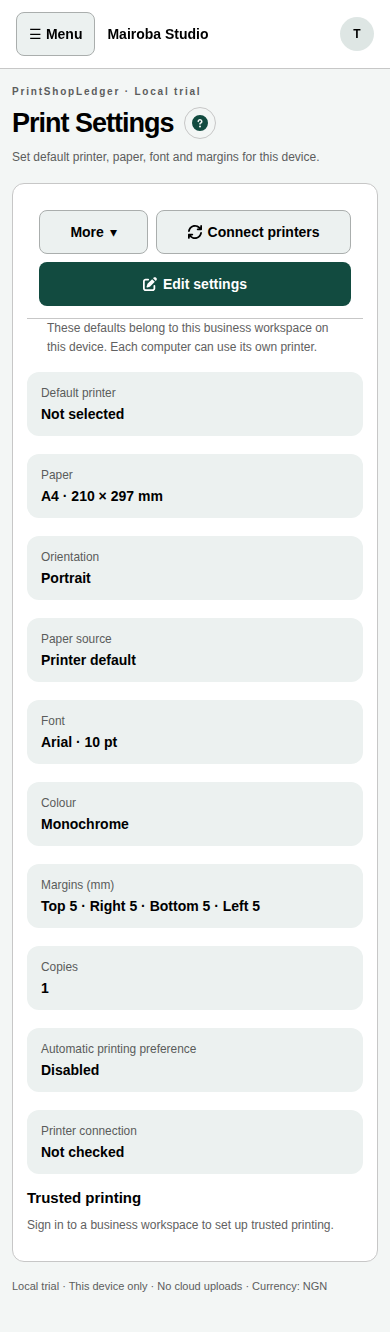 ☰ Menu
Mairoba Studio
T
PrintShopLedger · Local trial
Print Settings
?
Set default printer, paper, font and margins for this device.
More ▾
Connect printers
Edit settings
These defaults belong to this business workspace on
this device. Each computer can use its own printer.
Default printer
Not selected
Paper
A4 · 210 × 297 mm
Orientation
Portrait
Paper source
Printer default
Font
Arial · 10 pt
Colour
Monochrome
Margins (mm)
Top 5 · Right 5 · Bottom 5 · Left 5
Copies
1
Automatic printing preference
Disabled
Printer connection
Not checked
Trusted printing
Sign in to a business workspace to set up trusted printing.
Local trial · This device only · No cloud uploads · Currency: NGN